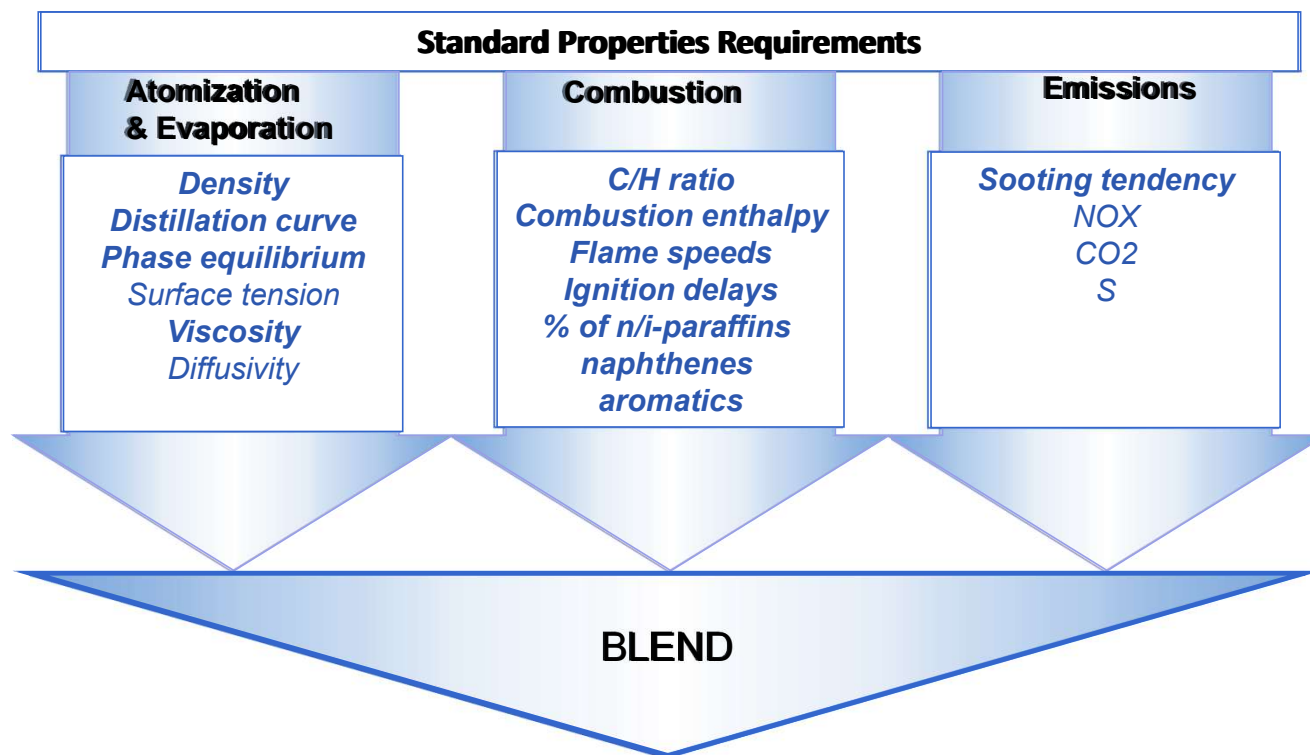 Standard Properties Requirements
Atomization
& Evaporation
Density
Distillation curve
Phase equilibrium
Surface tension
Viscosity
Diffusivity
Combustion
C/H ratio
Combustion enthalpy
Flame speeds
Ignition delays
% of n/i-paraffins
naphthenes
aromatics
Emissions
Sooting tendency
NOX
CO2
S
BLEND